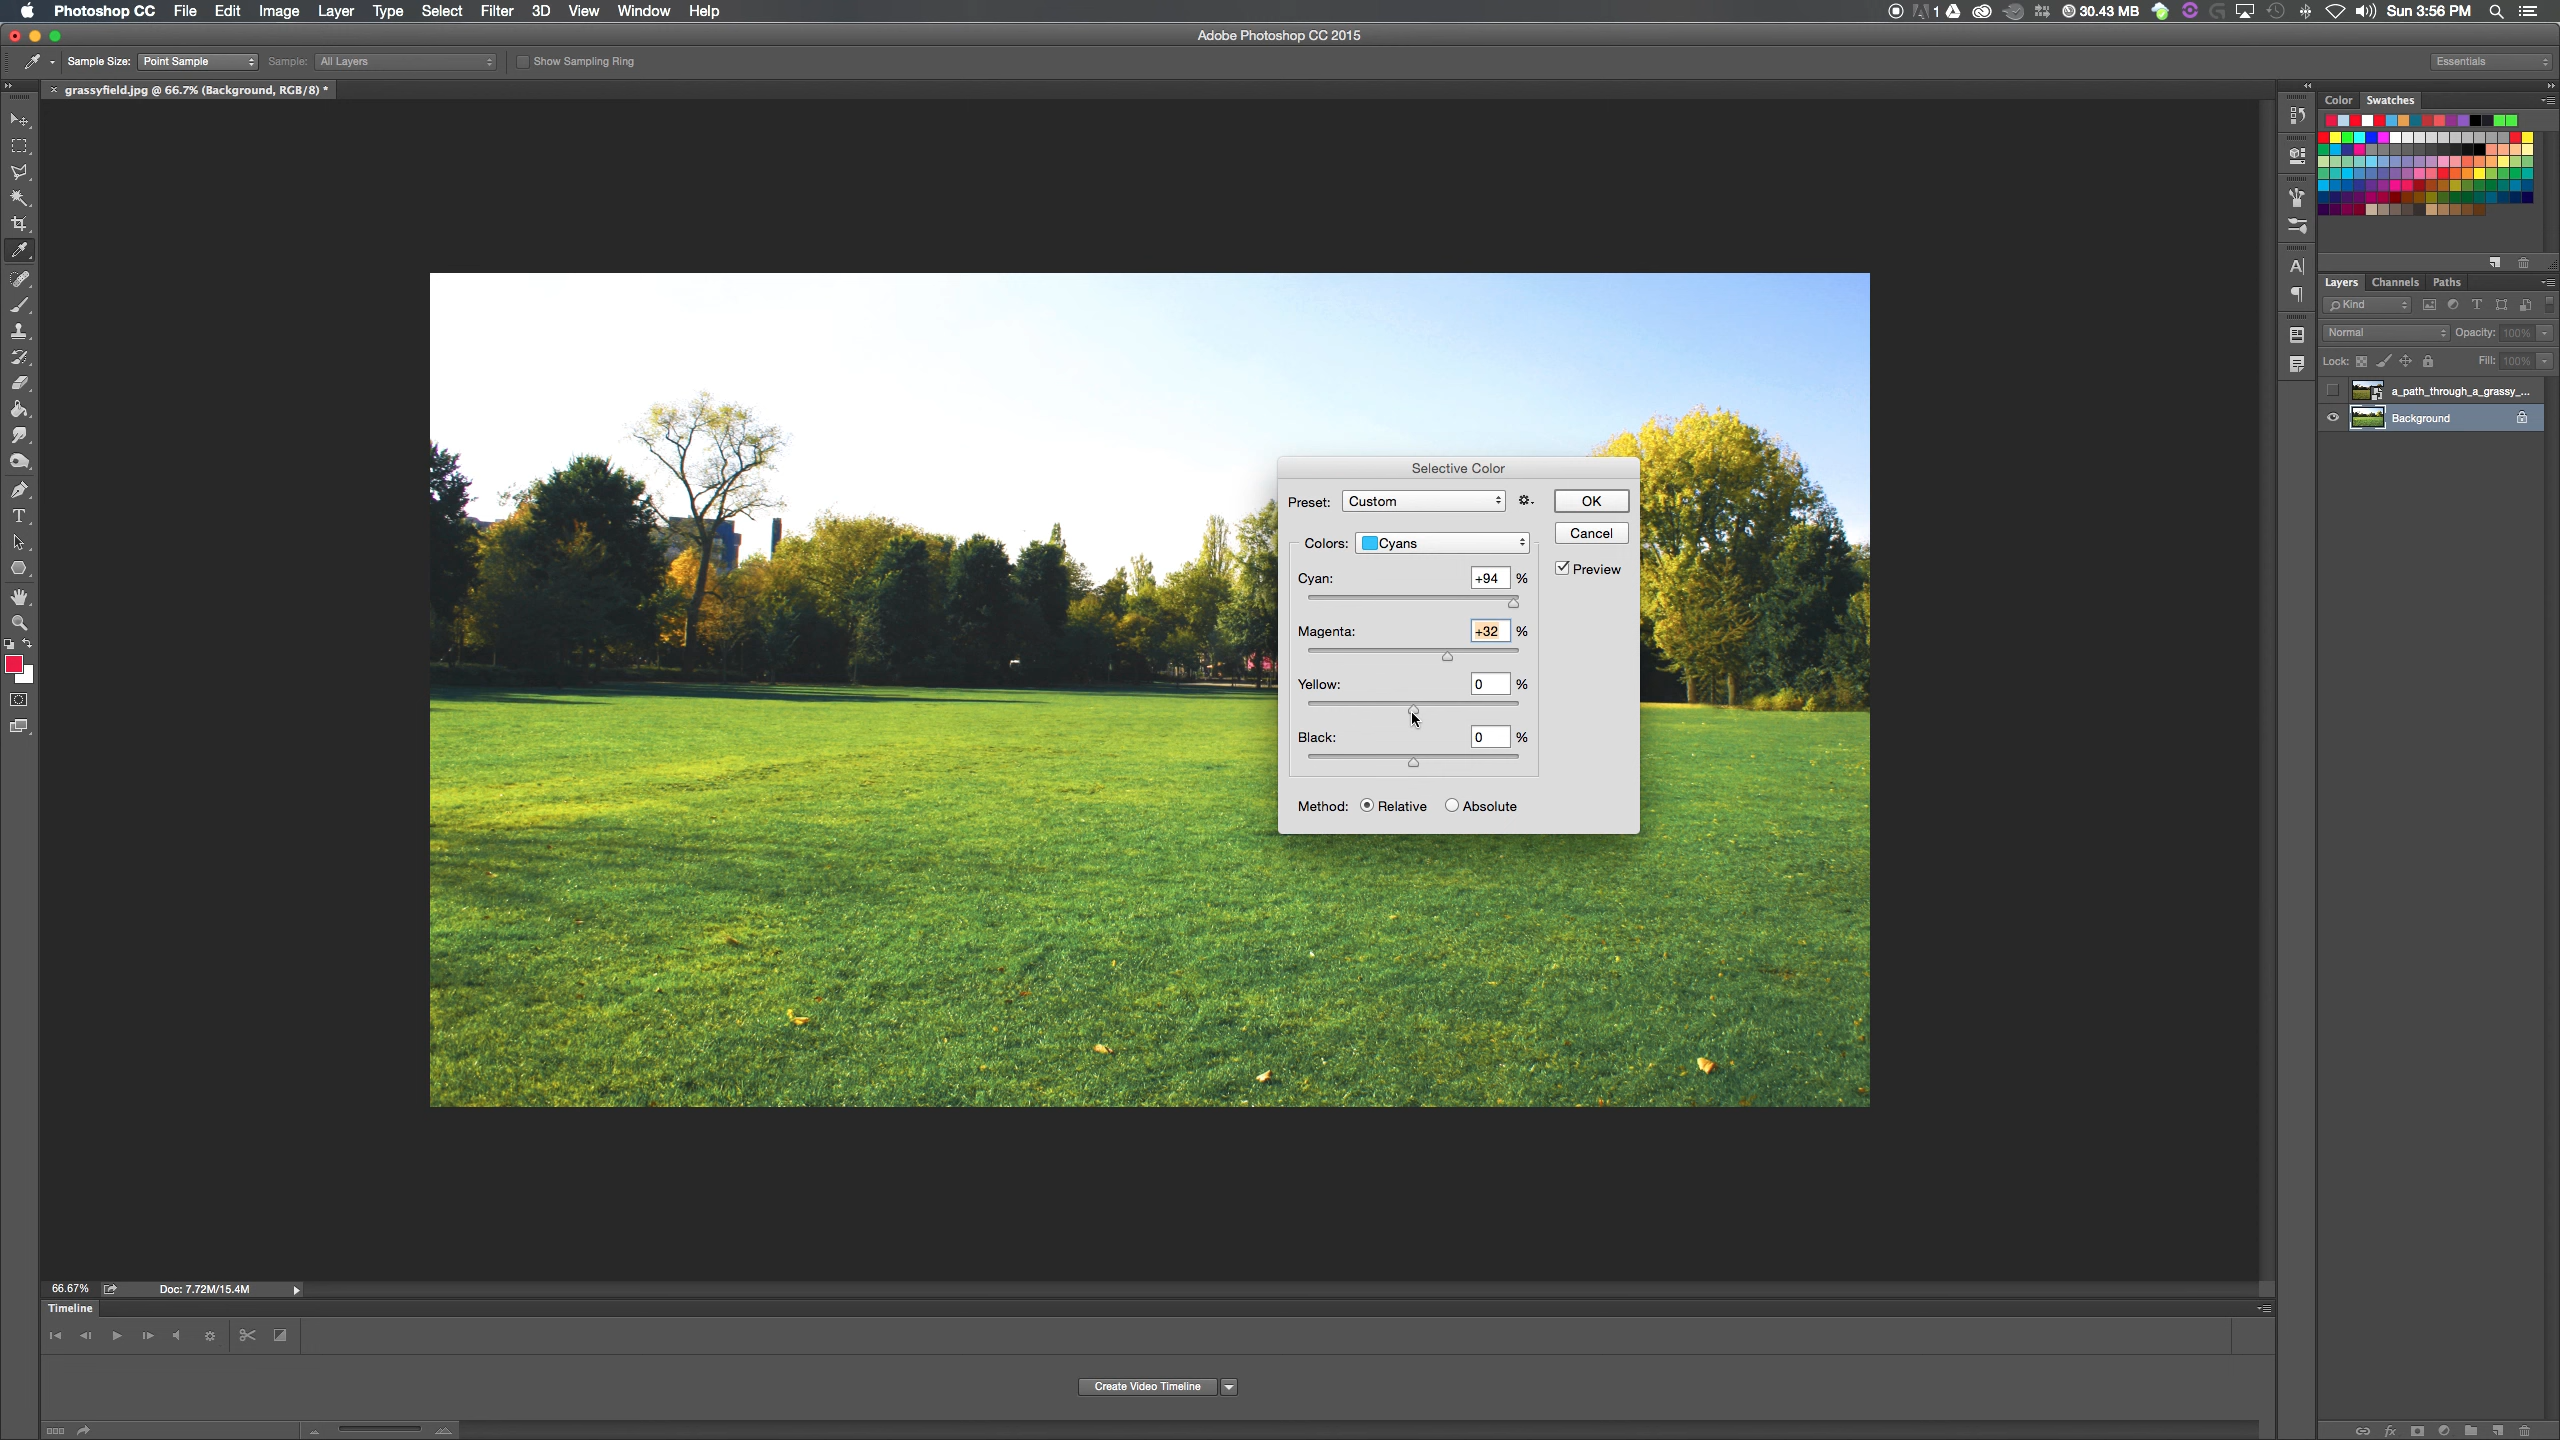 Photoshop CC File Edit Image Layer Type Select Filter 3D View Window Help 1 30.43 MB Sun 3:56 PM
Adobe Photoshop CC 2015
Sample Size: Point Sample Sample: All Layers Show Sampling Ring Essentials
grassyfield.jpg @ 66.7% (Background, RGB/8) *
Color Swatches
Layers Channels Paths
Kind
Normal Opacity: 100%
Lock: Fill: 100%
a_path_through_a_grassy_...
Background
Selective Color
Preset: Custom OK
Cancel
Colors: Cyans
Preview
Cyan: +94 %
Magenta: +32 %
Yellow: 0 %
Black: 0 %
Method: Relative Absolute
66.67% Doc: 7.72M/15.4M
Timeline
Create Video Timeline